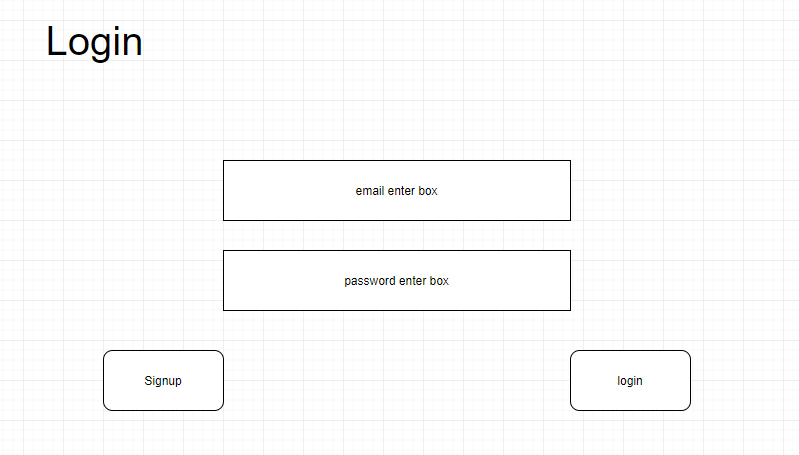 Login
email enter box
password enter box
Signup
login